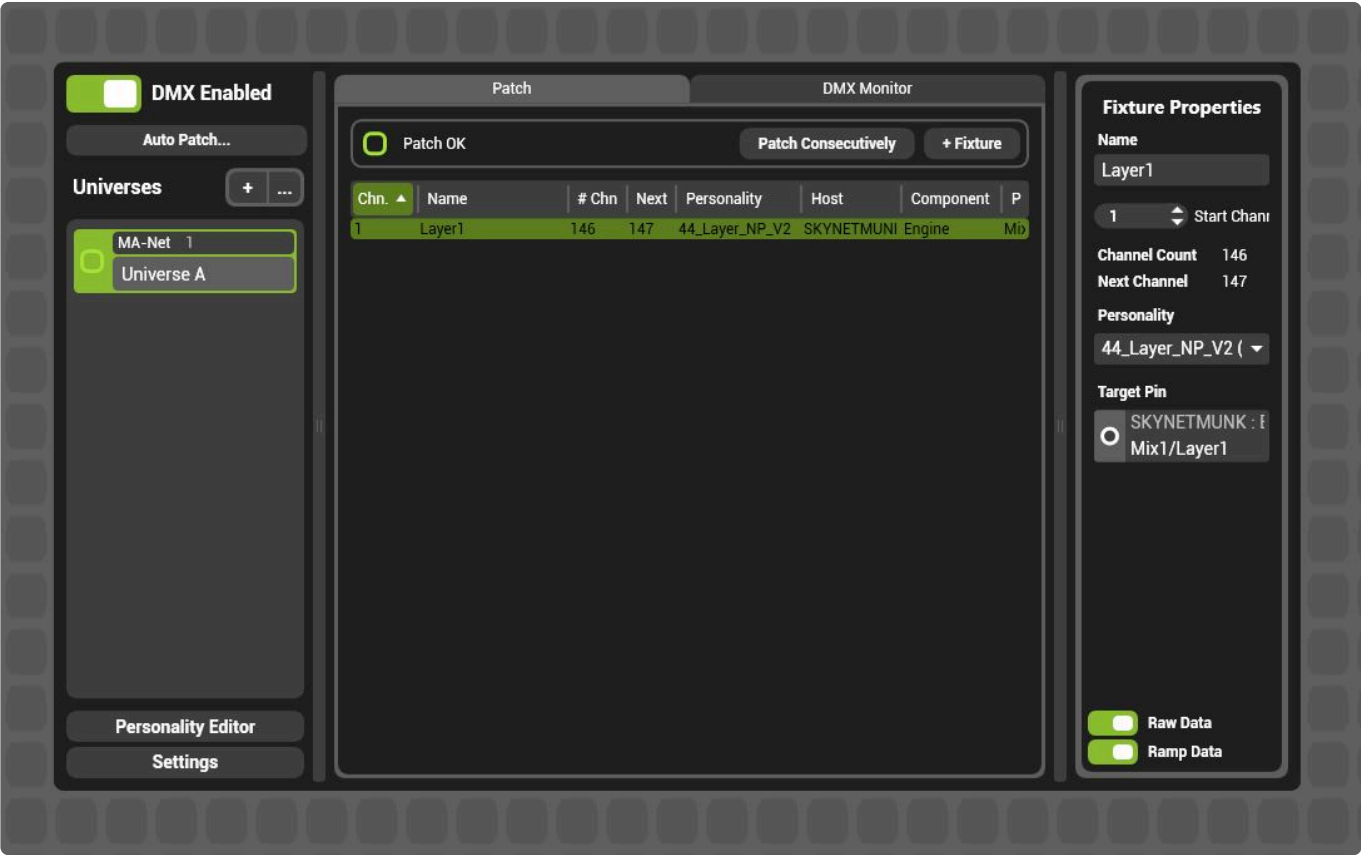 DMX Enabled
Auto Patch...
Universes + ...
MA-Net 1
Universe A
Personality Editor
Settings
Patch DMX Monitor
Patch OK Patch Consecutively + Fixture
Chn. Name # Chn Next Personality Host Component P
1 Layer1 146 147 44_Layer_NP_V2 SKYNETMUNI Engine Mix
Fixture Properties
Name
Layer1
1 Start Chann
Channel Count 146
Next Channel 147
Personality
44_Layer_NP_V2 (
Target Pin
SKYNETMUNK : E
Mix1/Layer1
Raw Data
Ramp Data